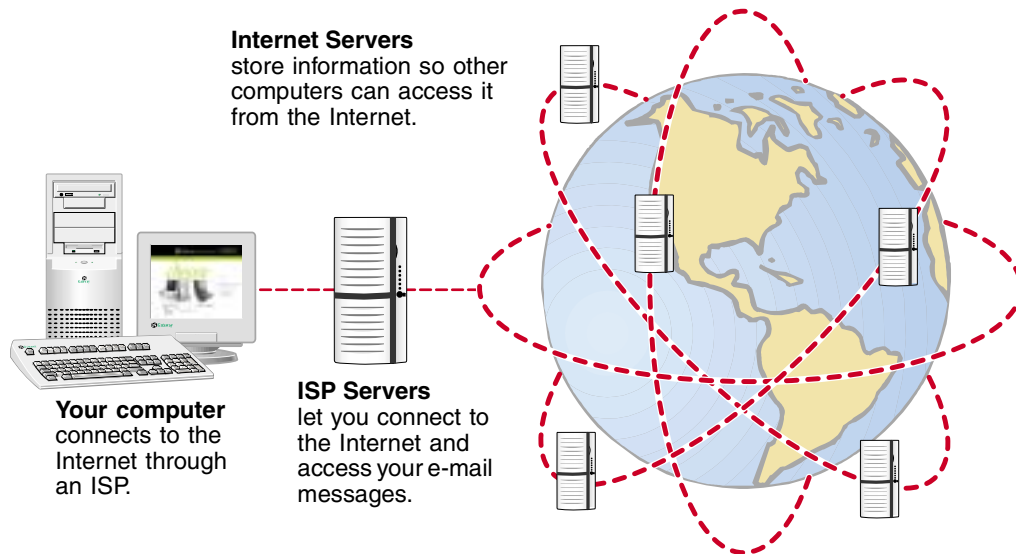 Internet Servers
store information so other
computers can access it
from the Internet.
Your computer
connects to the
Internet through
an ISP.
ISP Servers
let you connect to
the Internet and
access your e-mail
messages.